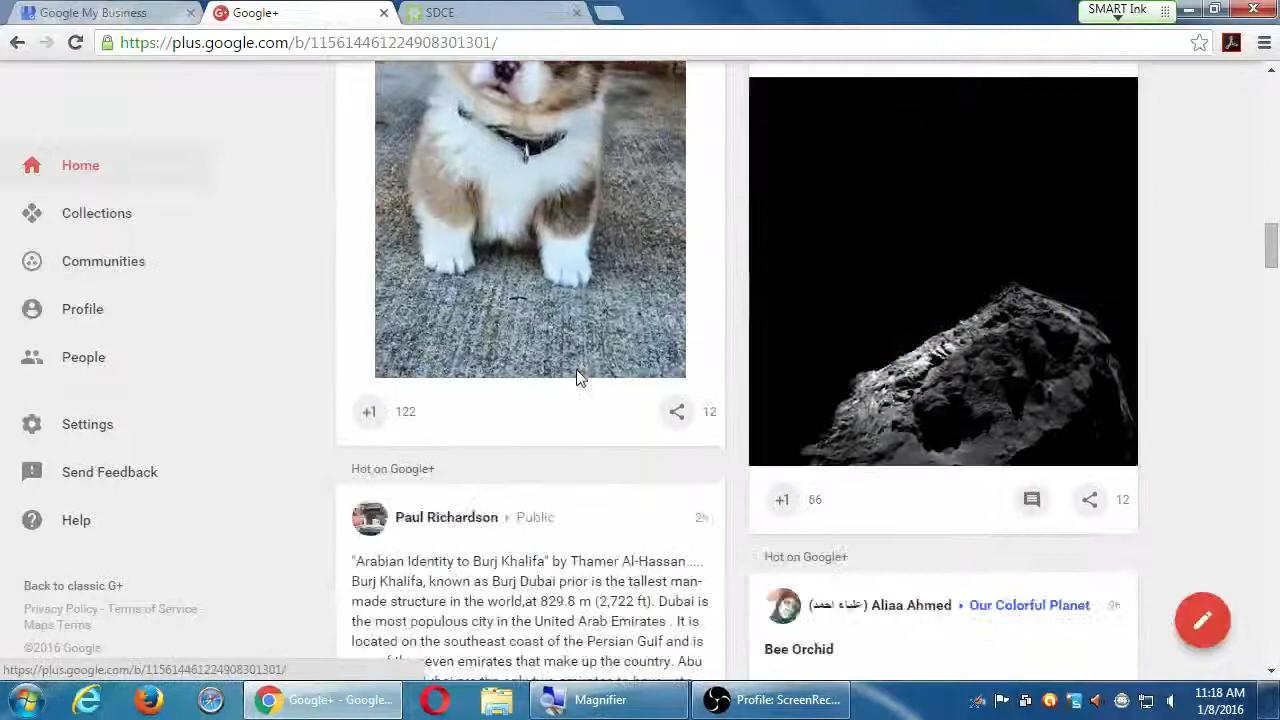 Google My Business
Google+
SDCE
SMART Ink
https://plus.google.com/b/115614461224908301301/
Home
Collections
Communities
Profile
People
Settings
Send Feedback
Help
Back to classic G+
Privacy Policy - Terms of Service -
Maps Terms
©2016 Google
https://plus.google.com/b/115614461224908301301/
+1 122
12
Hot on Google+
Paul Richardson Public
"Arabian Identity to Burj Khalifa" by Thamer Al-Hassan ....
Burj Khalifa, known as Burj Dubai prior is the tallest man-
made structure in the world,at 829.8 m (2,722 ft). Dubai is
the most populous city in the United Arab Emirates . It is
located on the southeast coast of the Persian Gulf and is
seven emirates that make up the country. Abu
+1 66
12
Hot on Google+
(علياء احمد) Aliaa Ahmed Our Colorful Planet
Bee Orchid
Google+ - Google...
Magnifier
Profile: ScreenRec...
11:18 AM
1/8/2016